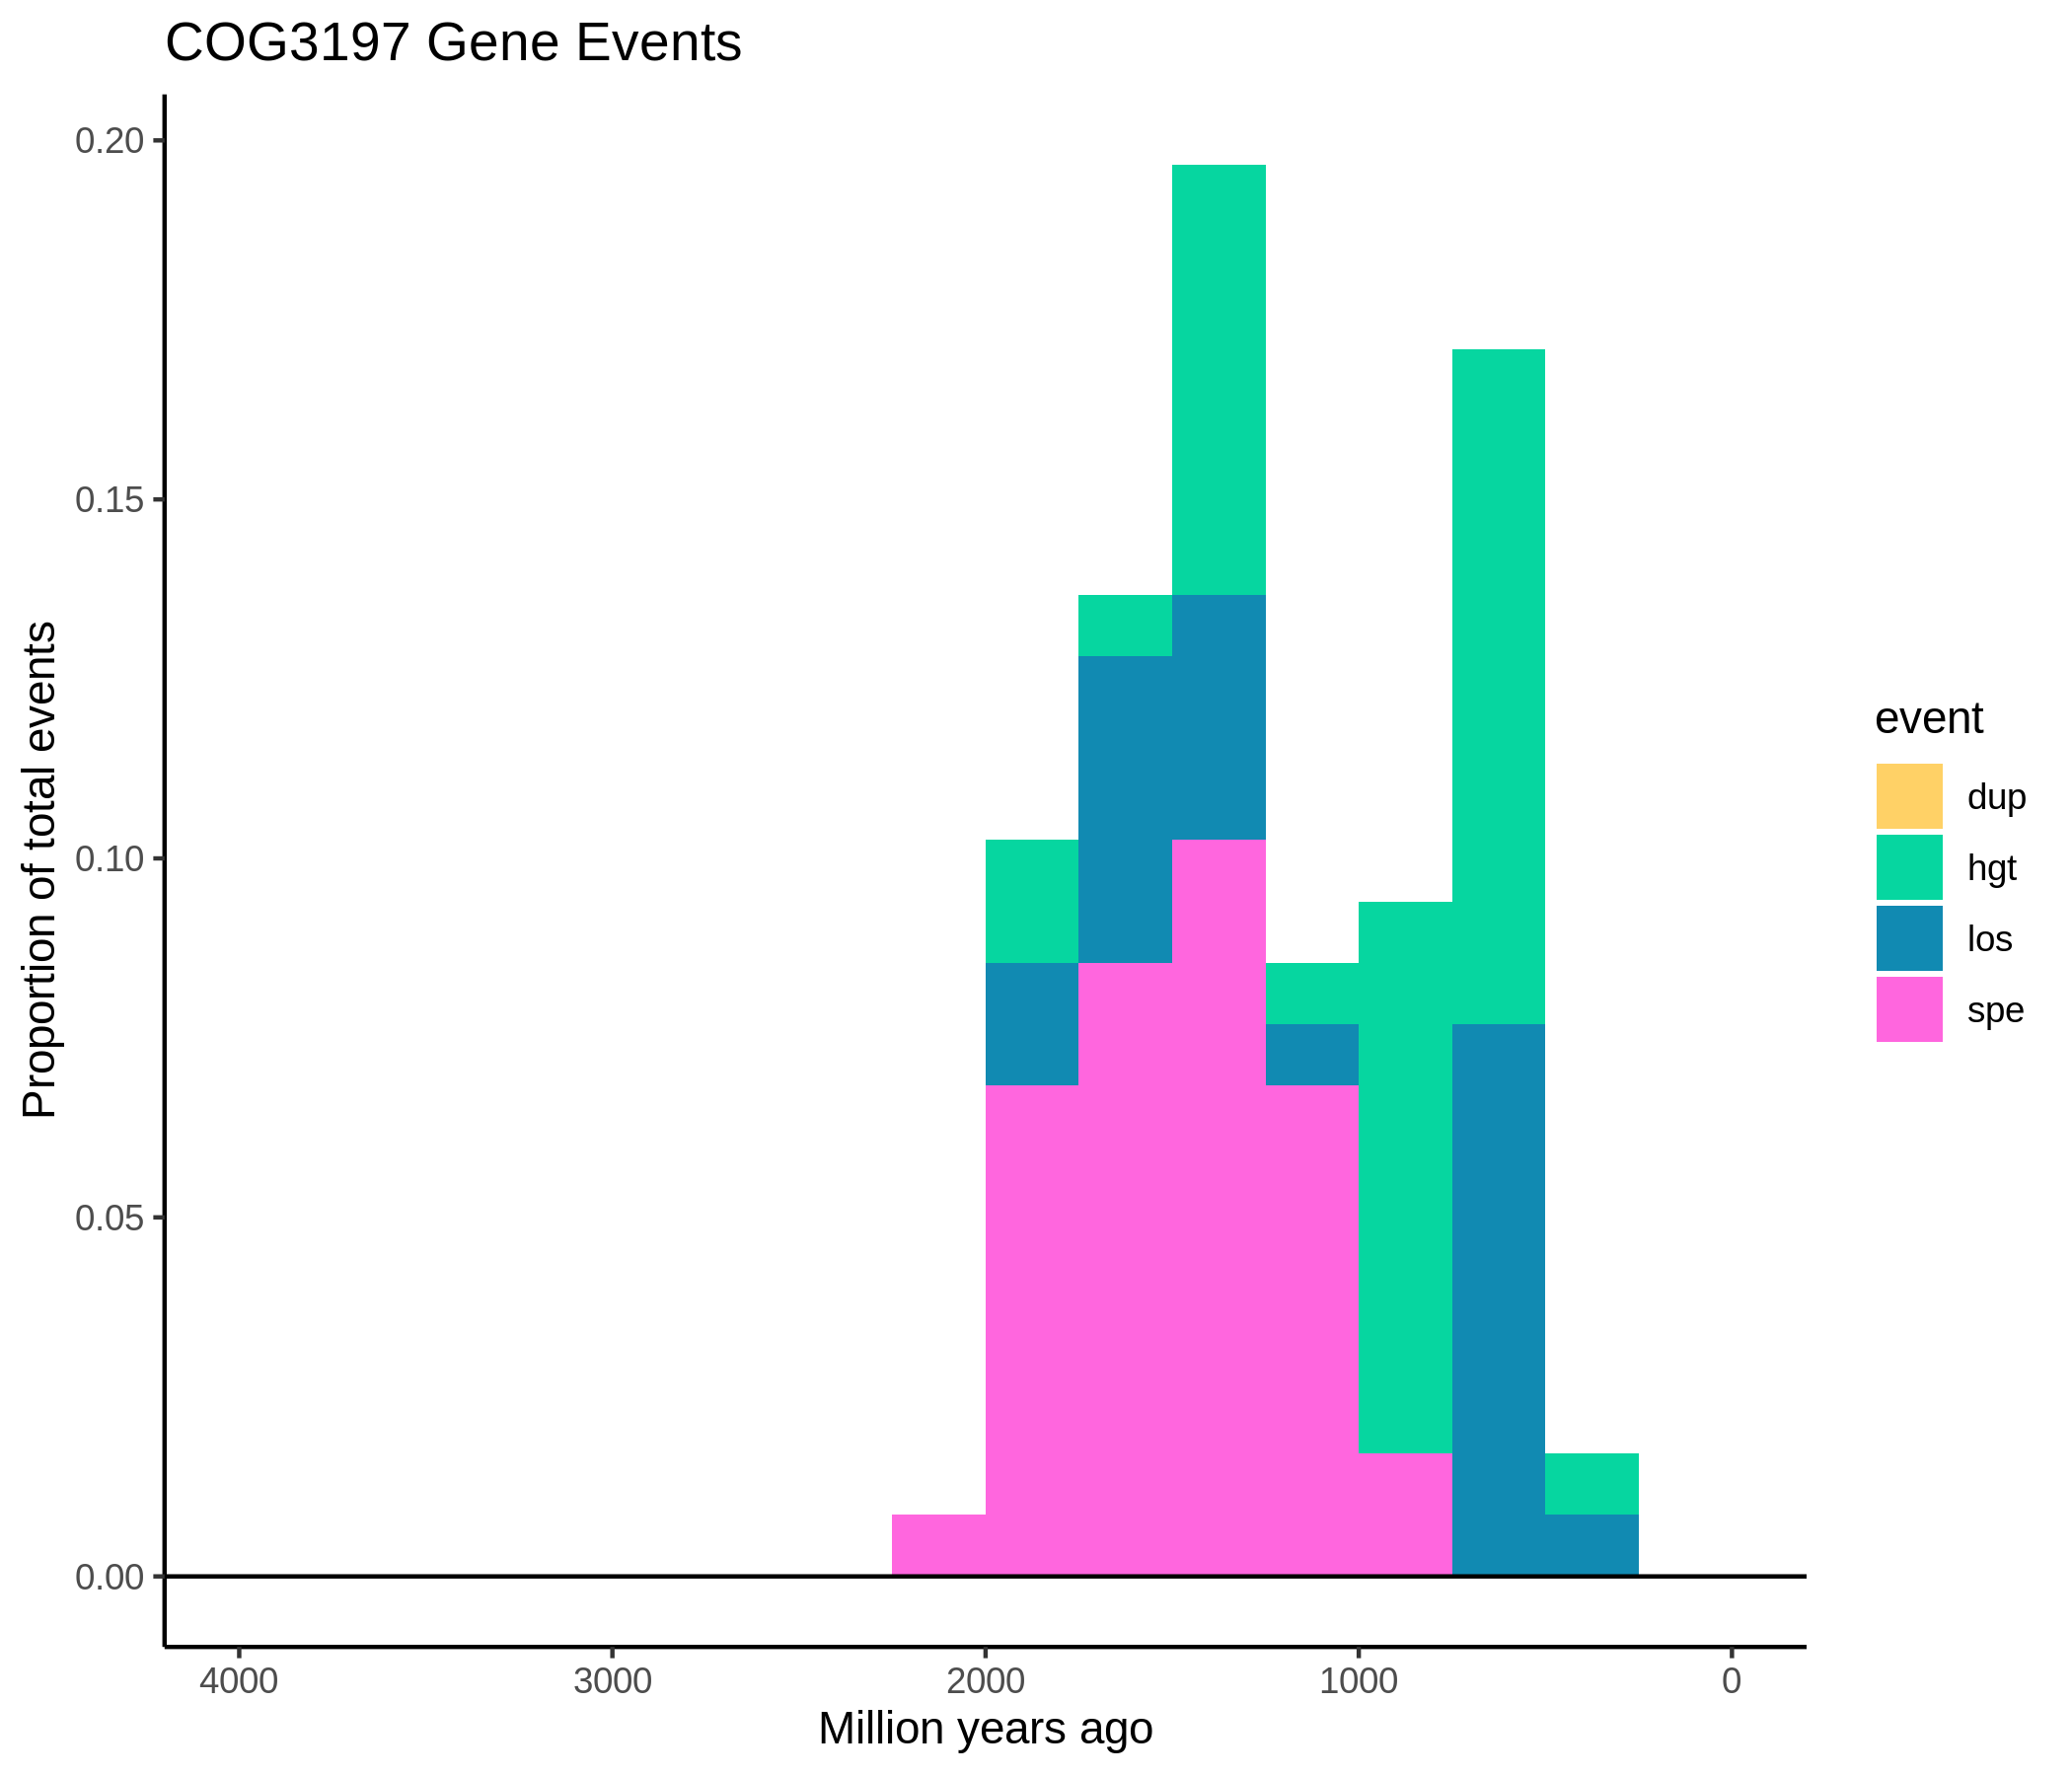 COG3197 Gene Events
0.20
0.15
0.10
0.05
0.00
Proportion of total events
4000 3000 2000 1000 0
Million years ago
event
dup
hgt
los
spe